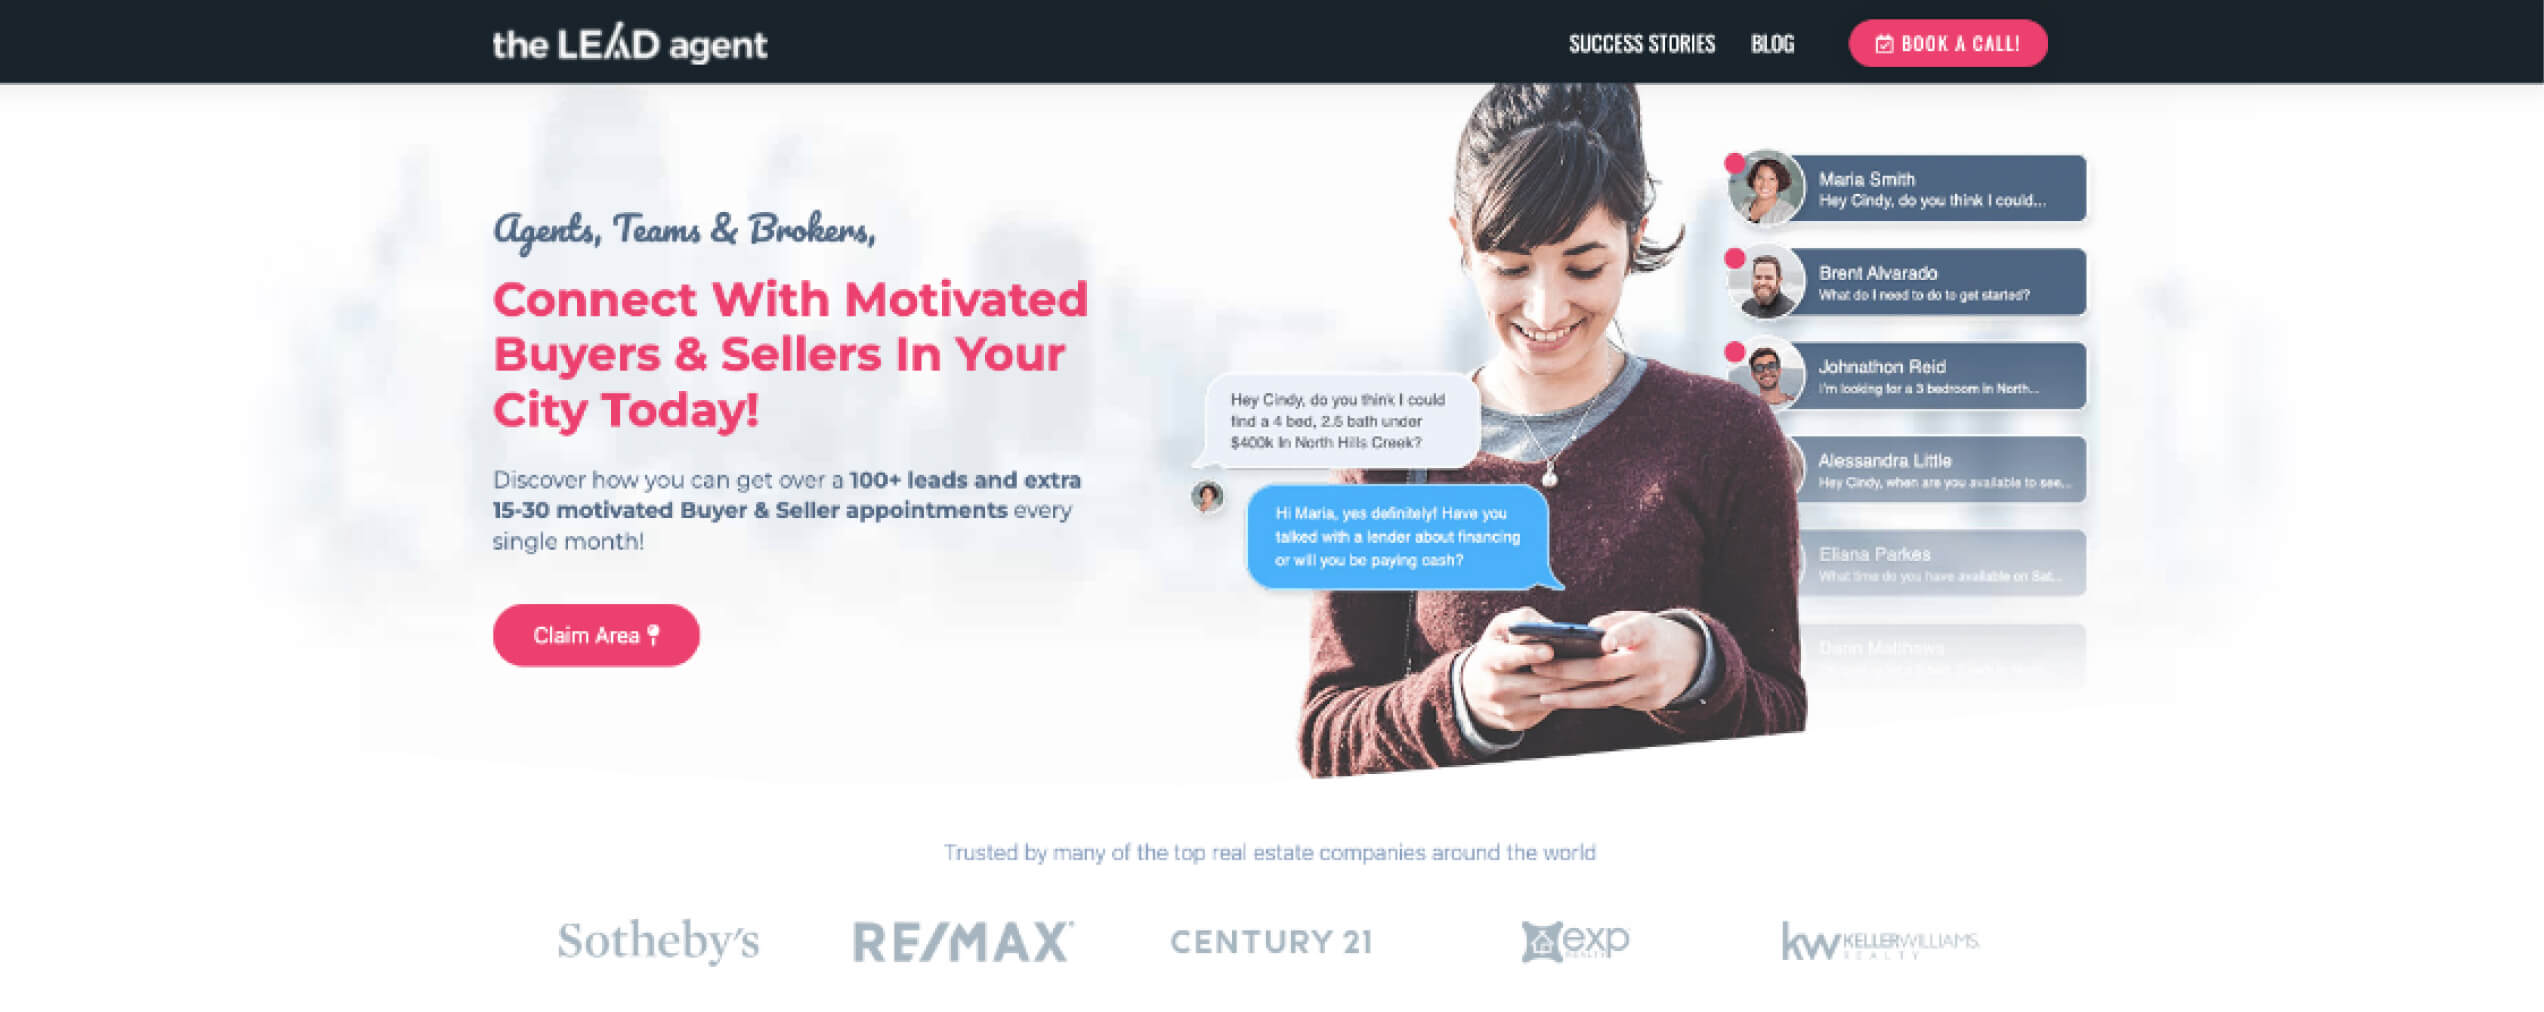 the LEAD agent
SUCCESS STORIES
BLOG
BOOK A CALL!
Agents, Teams & Brokers,
Connect With Motivated
Buyers & Sellers In Your
City Today!
Discover how you can get over a 100+ leads and extra
15-30 motivated Buyer & Seller appointments every
single month!
Claim Area
Hey Cindy, do you think I could
find a 4 bed, 2.5 bath under
$400k in North Hills Creek?
Hi Maria, yes definitely! Have you
talked with a lender about financing
or will you be paying cash?
Maria Smith
Hey Cindy, do you think I could...
Brent Alvarado
What do I need to do to get started?
Johnathon Reid
I'm looking for a 3 bedroom in North...
Alessandra Little
Hey Cindy, when are you available to see...
Eliana Parkes
What time do you have available on Sat...
Trusted by many of the top real estate companies around the world
Sotheby's
RE/MAX
CENTURY 21
exp
REALTY
kw KELLERWILLIAMS.
REALTY